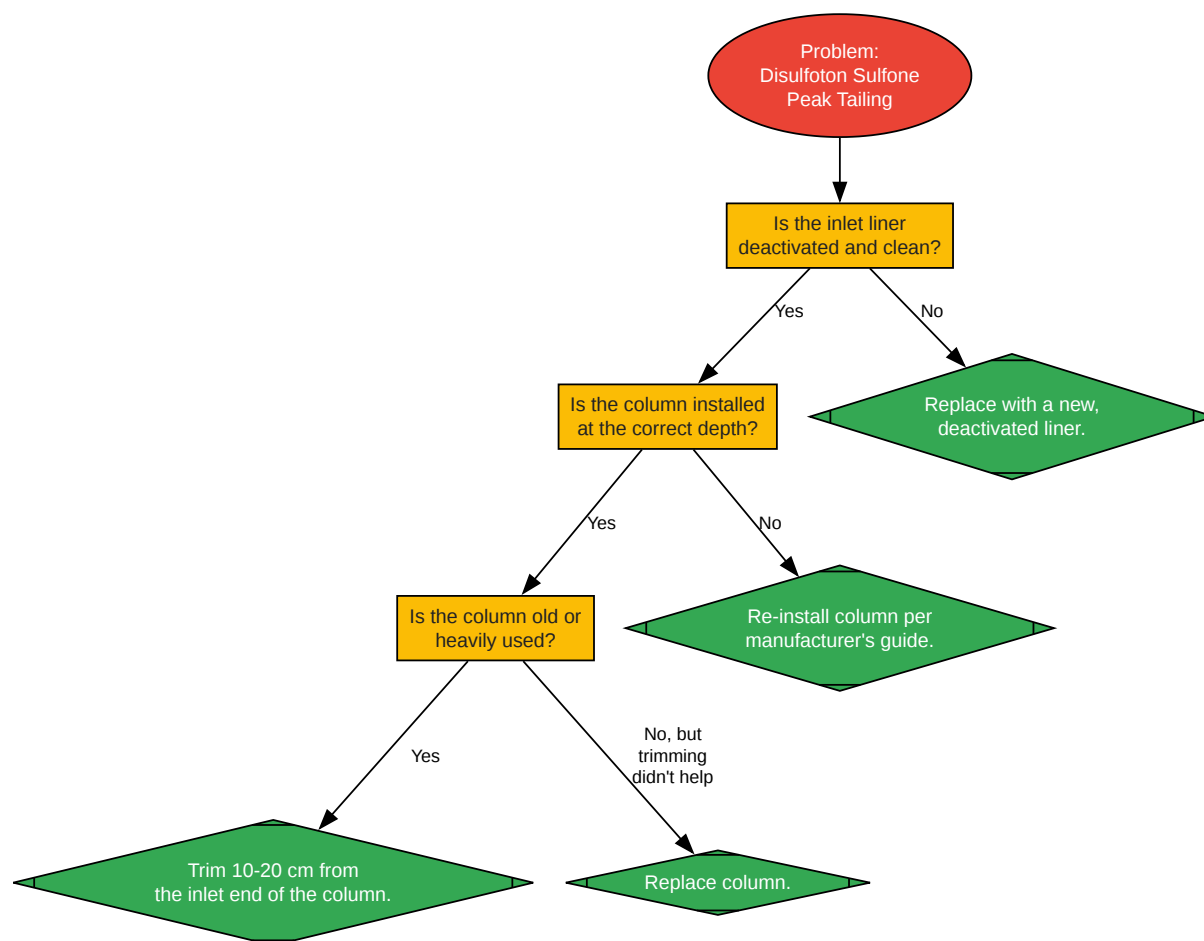 Problem:
Disulfoton Sulfone
Peak Tailing
Is the inlet liner
deactivated and clean?
Yes
No
Is the column installed
at the correct depth?
Replace with a new,
deactivated liner.
Yes
No
Is the column old or
heavily used?
Re-install column per
manufacturer's guide.
Yes
No, but
trimming
didn't help
Trim 10-20 cm from
the inlet end of the column.
Replace column.